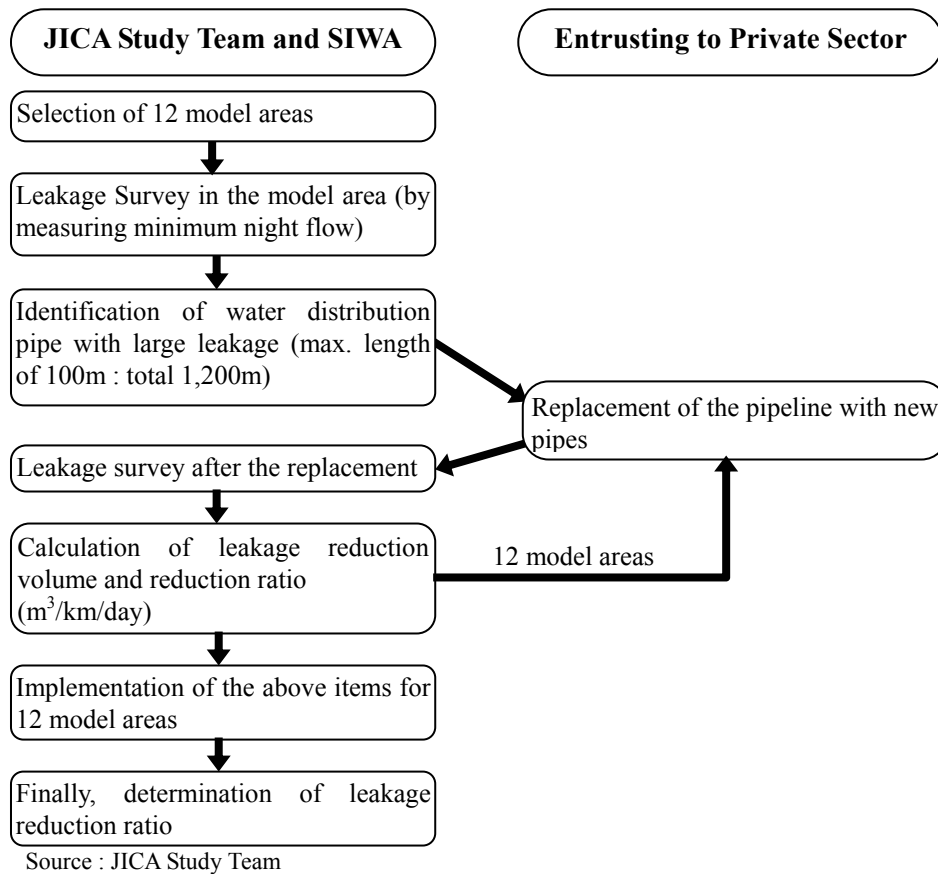 JICA Study Team and SIWA
Entrusting to Private Sector
Selection of 12 model areas
Leakage Survey in the model area (by
measuring minimum night flow)
Identification of water distribution
pipe with large leakage (max. length
of 100m : total 1,200m)
Replacement of the pipeline with new
pipes
Leakage survey after the replacement
Calculation of leakage reduction
volume and reduction ratio
(m³/km/day)
12 model areas
Implementation of the above items for
12 model areas
Finally, determination of leakage
reduction ratio
Source : JICA Study Team